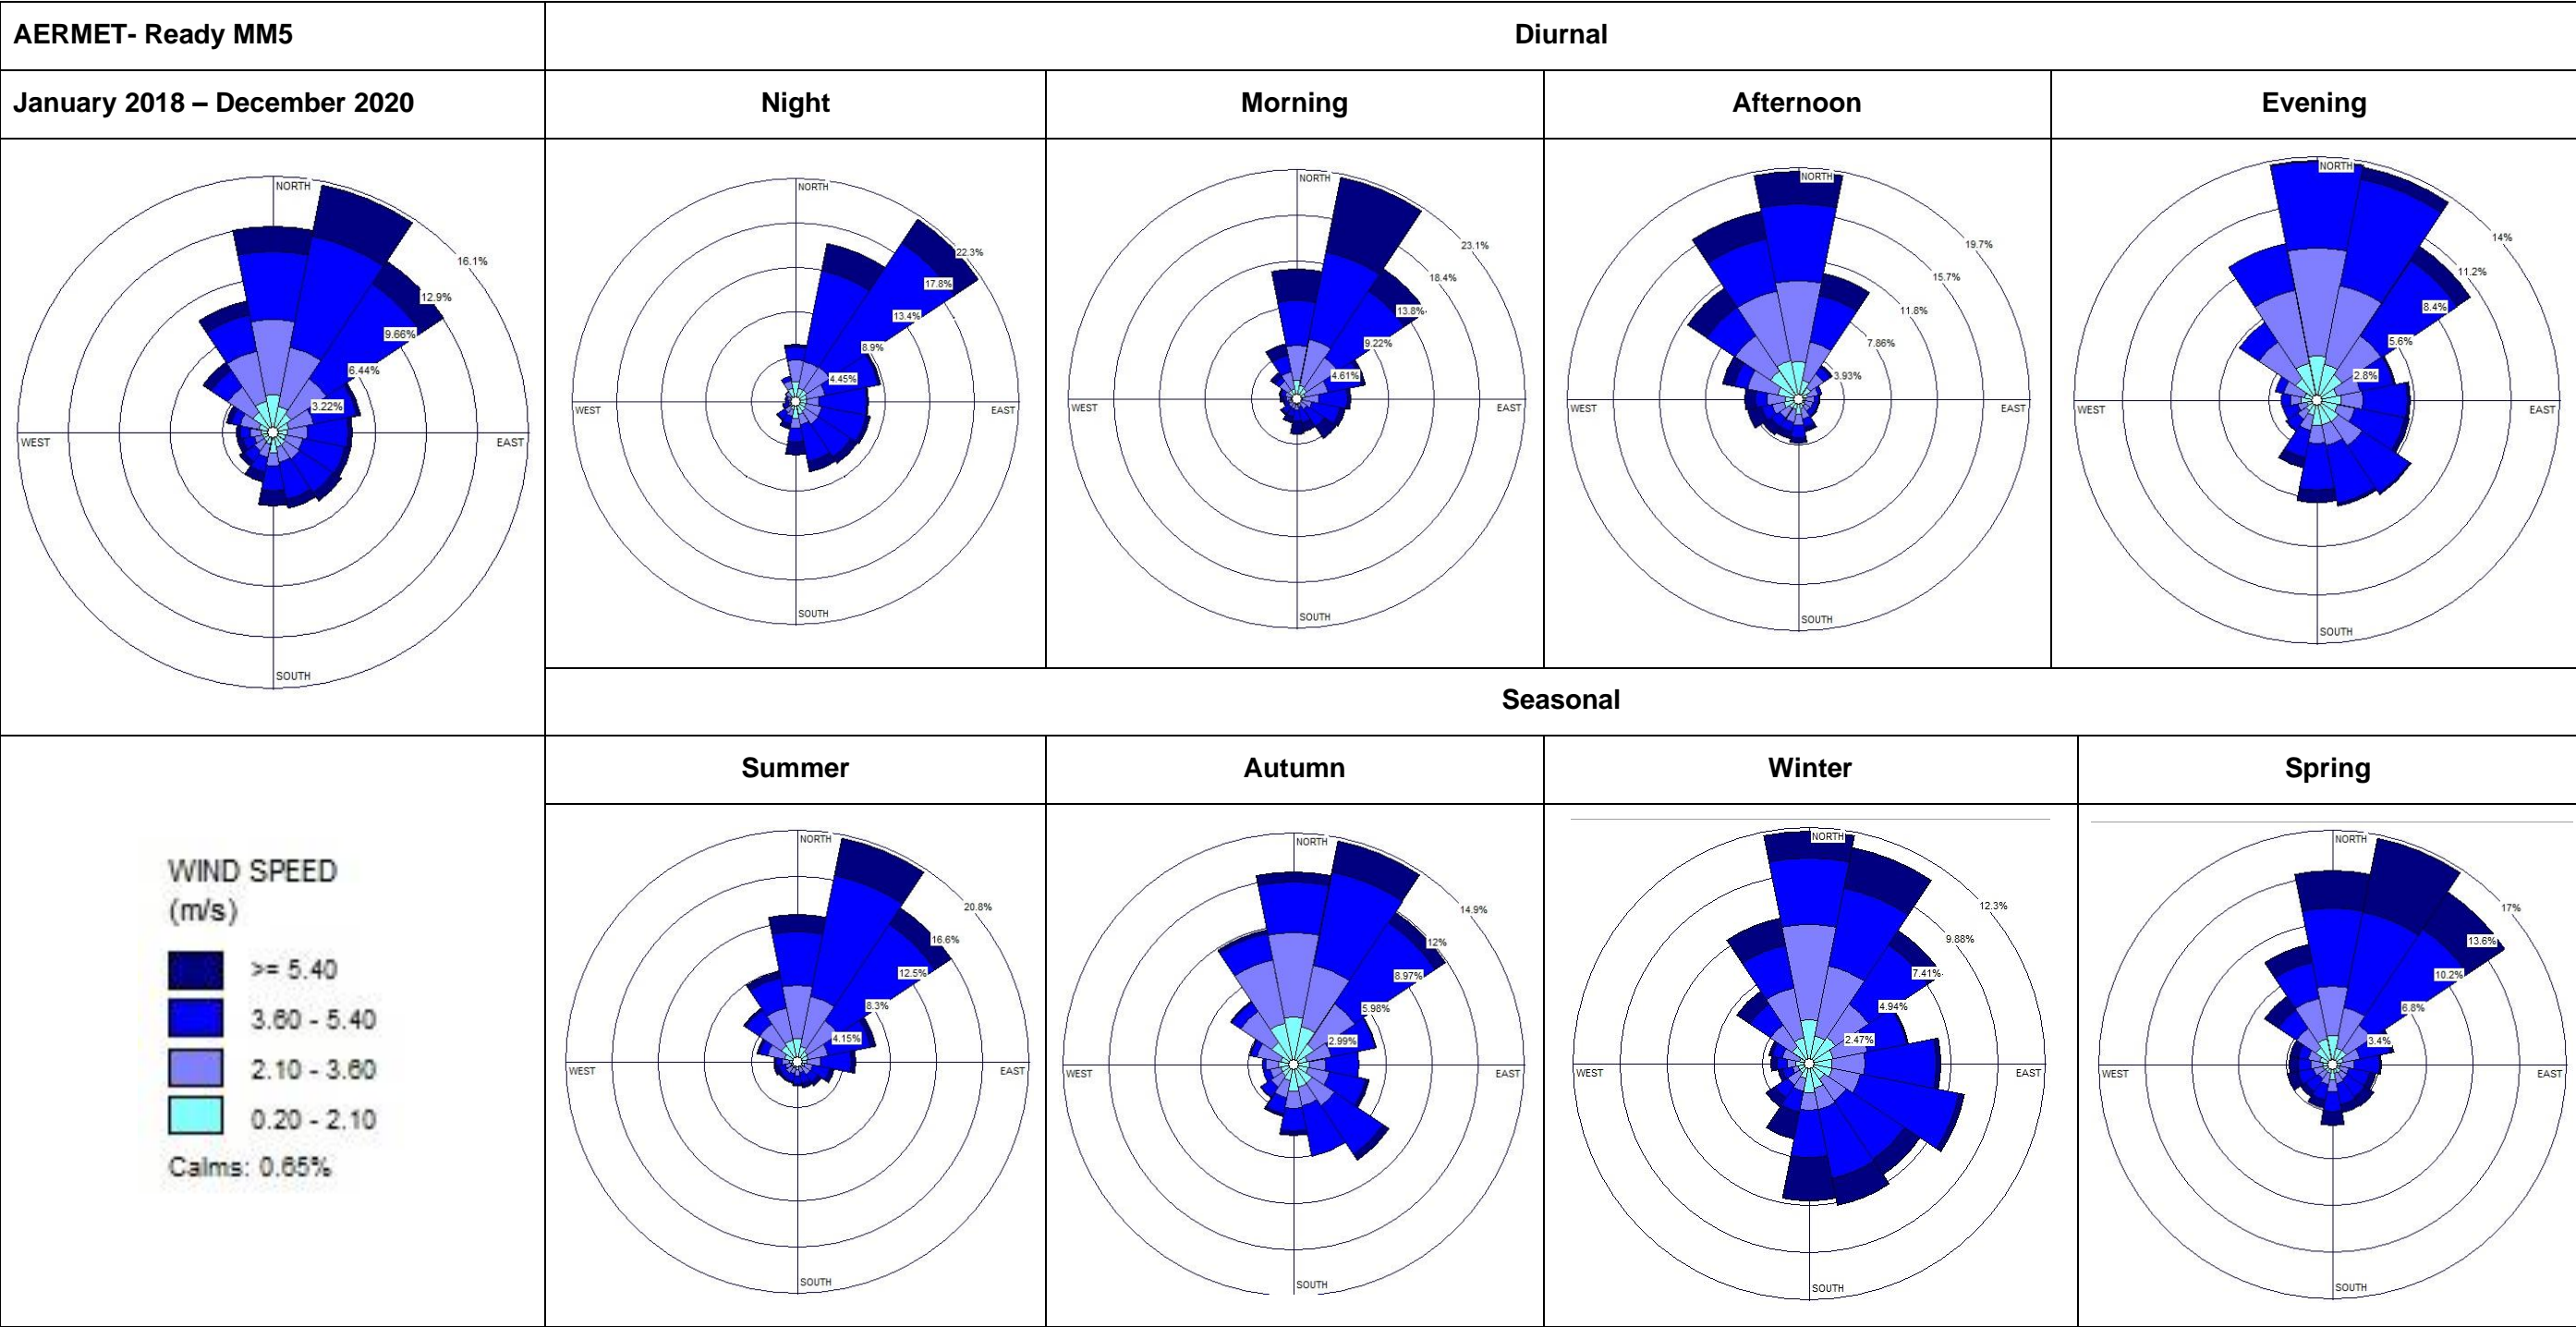 AERMET- Ready MM5
Diurnal
January 2018 – December 2020
Night
Morning
Afternoon
Evening
NORTH
16.1%
12.9%
9.66%
6.44%
3.22%
WEST
EAST
SOUTH
NORTH
22.3%
17.8%
13.4%
8.9%
4.45%
WEST
EAST
SOUTH
NORTH
23.1%
18.4%
13.8%
9.22%
4.61%
WEST
EAST
SOUTH
NORTH
19.7%
15.7%
11.8%
7.86%
3.93%
WEST
EAST
SOUTH
NORTH
14%
11.2%
8.4%
5.6%
2.8%
WEST
EAST
SOUTH
Seasonal
Summer
Autumn
Winter
Spring
WIND SPEED
(m/s)
>= 5.40
3.60 - 5.40
2.10 - 3.60
0.20 - 2.10
Calms: 0.65%
NORTH
20.8%
16.6%
12.5%
8.3%
4.15%
WEST
EAST
SOUTH
NORTH
14.9%
12%
8.97%
5.98%
2.99%
WEST
EAST
SOUTH
NORTH
12.3%
9.88%
7.41%
4.94%
2.47%
WEST
EAST
SOUTH
NORTH
17%
13.6%
10.2%
6.8%
3.4%
WEST
EAST
SOUTH